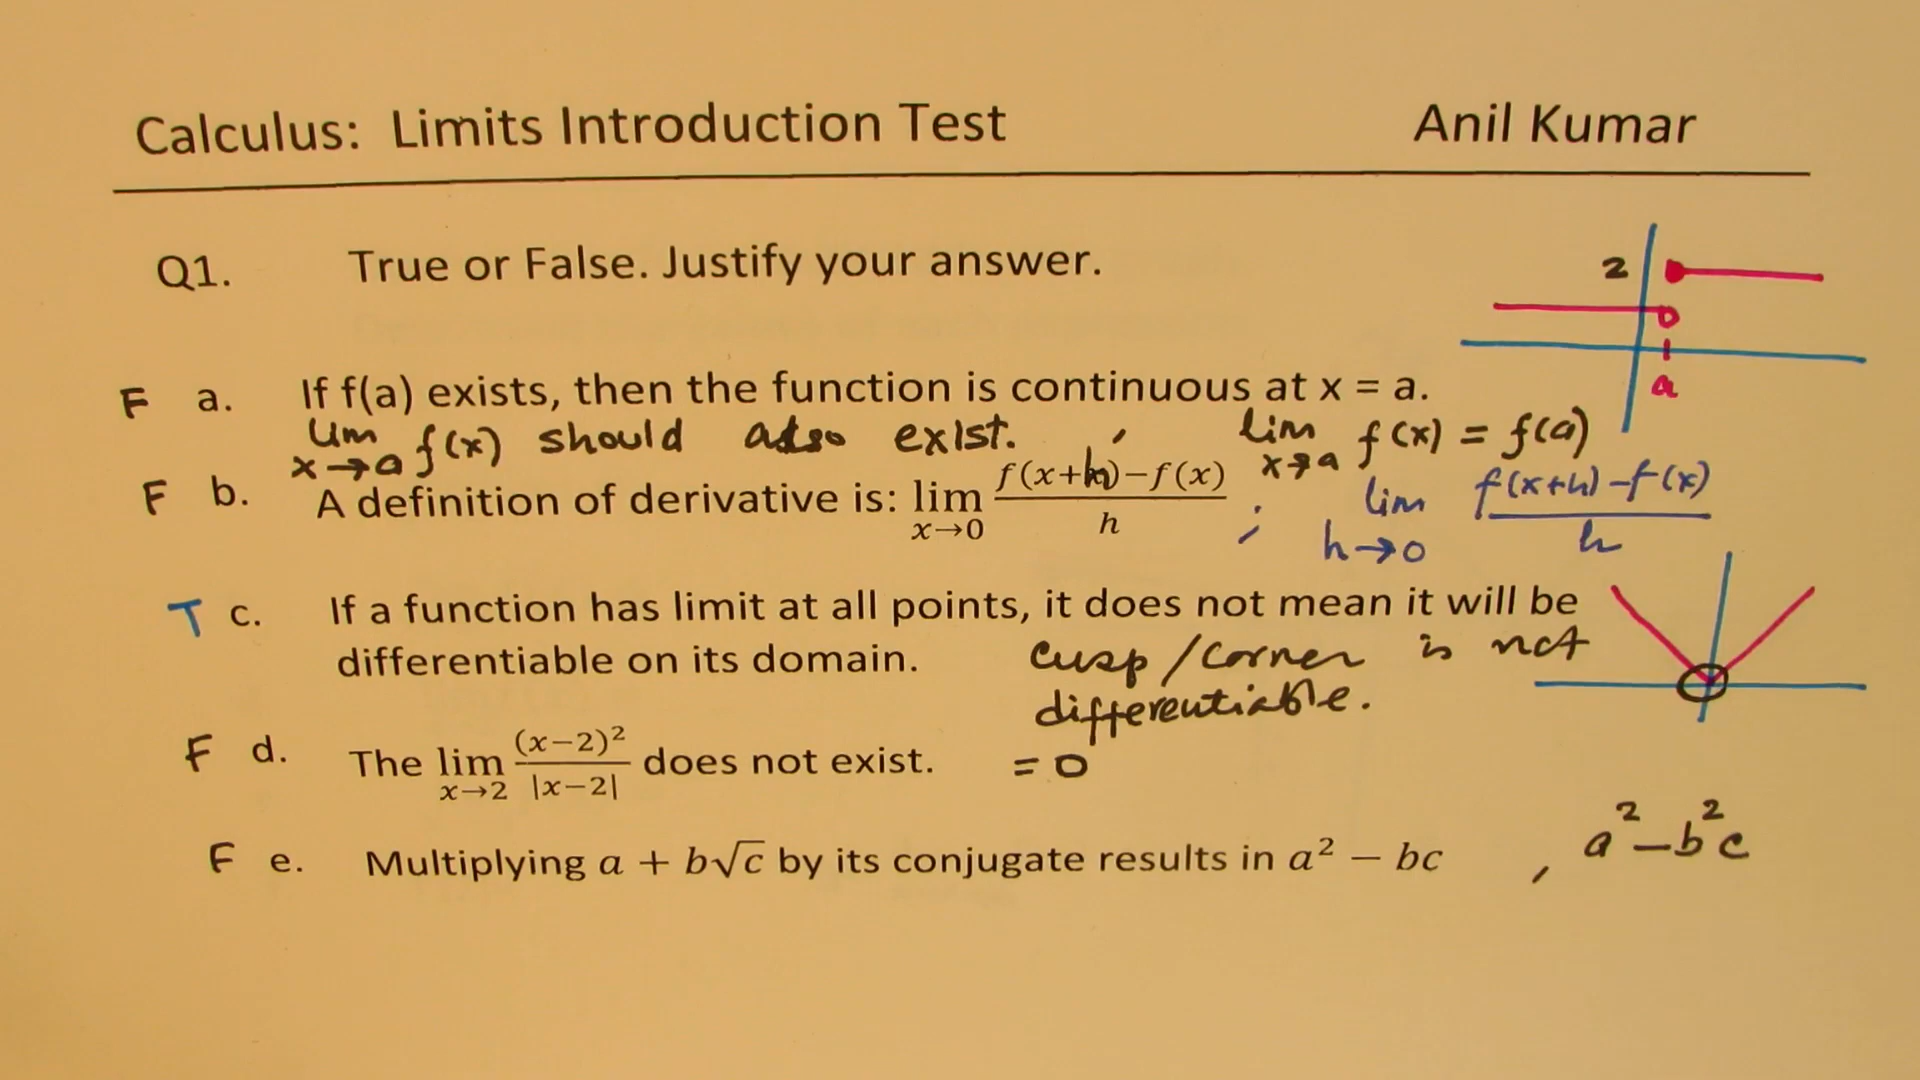 Calculus: Limits Introduction Test Anil Kumar
Q1. True or False. Justify your answer.
2
a
F a. If f(a) exists, then the function is continuous at x = a.
lim x→a f(x) should also exist. , lim x→a f(x) = f(a)
F b. A definition of derivative is: lim x→0 (f(x+h)−f(x))/h ; lim h→0 (f(x+h)−f(x))/h
T c. If a function has limit at all points, it does not mean it will be
differentiable on its domain. cusp/corner is not
differentiable.
F d. The lim x→2 (x−2)²/|x−2| does not exist. = 0
F e. Multiplying a + b√c by its conjugate results in a² − bc , a²−b²c